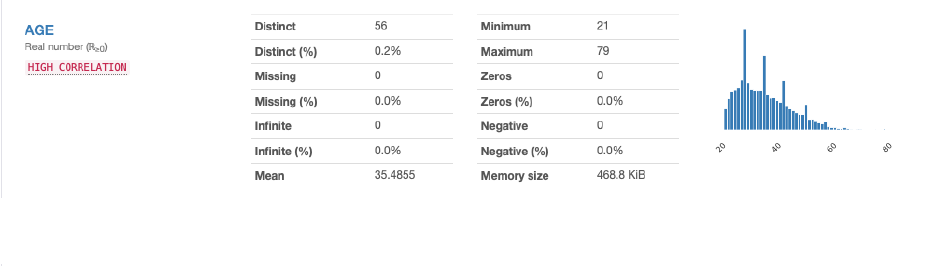 AGE
Real number (ℝ≥0)
HIGH CORRELATION
Distinct 56
Distinct (%) 0.2%
Missing 0
Missing (%) 0.0%
Infinite 0
Infinite (%) 0.0%
Mean 35.4855
Minimum 21
Maximum 79
Zeros 0
Zeros (%) 0.0%
Negative 0
Negative (%) 0.0%
Memory size 468.8 KiB
20 40 60 80